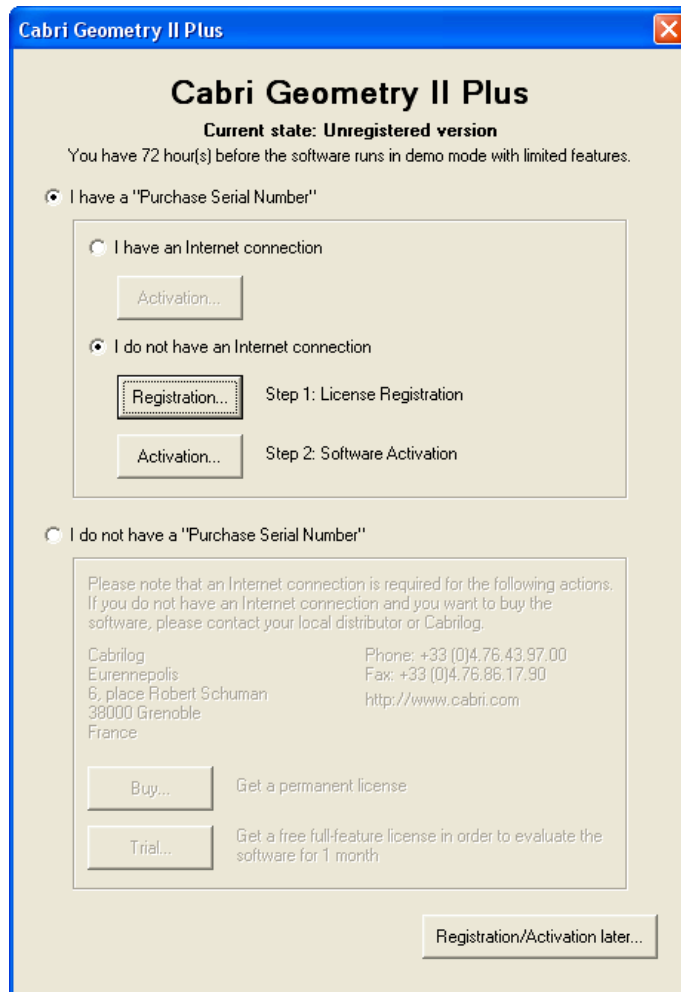 Cabri Geometry II Plus
Cabri Geometry II Plus
Current state: Unregistered version
You have 72 hour(s) before the software runs in demo mode with limited features.
I have a "Purchase Serial Number"
I have an Internet connection
Activation...
I do not have an Internet connection
Registration... Step 1: License Registration
Activation... Step 2: Software Activation
I do not have a "Purchase Serial Number"
Please note that an Internet connection is required for the following actions.
If you do not have an Internet connection and you want to buy the
software, please contact your local distributor or Cabrilog.
Cabrilog
Eurennepolis
6, place Robert Schuman
38000 Grenoble
France
Phone: +33 (0)4.76.43.97.00
Fax: +33 (0)4.76.86.17.90
http://www.cabri.com
Buy... Get a permanent license
Trial... Get a free full-feature license in order to evaluate the
software for 1 month
Registration/Activation later...